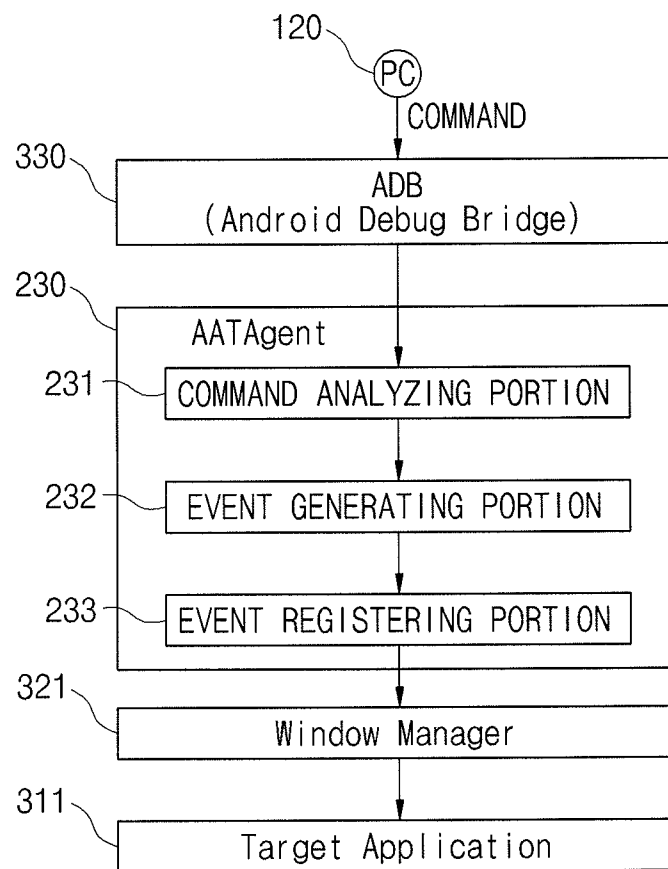 120
PC
COMMAND
330
ADB
(Android Debug Bridge)
230
AATAgent
231
COMMAND ANALYZING PORTION
232
EVENT GENERATING PORTION
233
EVENT REGISTERING PORTION
321
Window Manager
311
Target Application